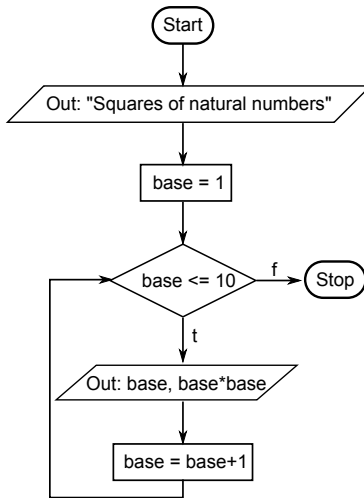 Start
Out: "Squares of natural numbers"
base = 1
base <= 10
f
Stop
t
Out: base, base*base
base = base+1